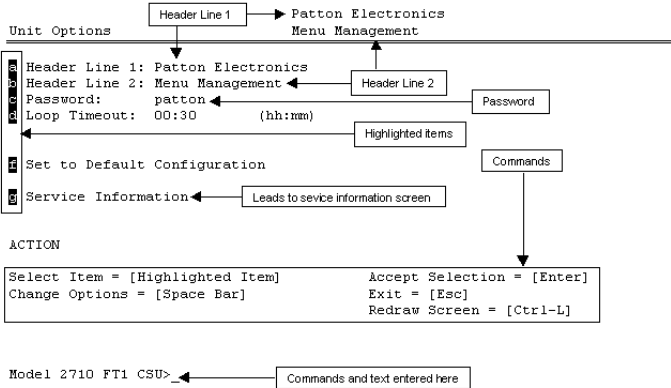 Header Line 1
Patton Electronics
Unit Options
Menu Management
a Header Line 1: Patton Electronics
b Header Line 2: Menu Management
Header Line 2
c Password: patton
Password
d Loop Timeout: 00:30 (hh:mm)
Highlighted items
f Set to Default Configuration
Commands
g Service Information
Leads to sevice information screen
ACTION
Select Item = [Highlighted Item] Accept Selection = [Enter]
Change Options = [Space Bar] Exit = [Esc]
Redraw Screen = [Ctrl-L]
Model 2710 FT1 CSU>_
Commands and text entered here